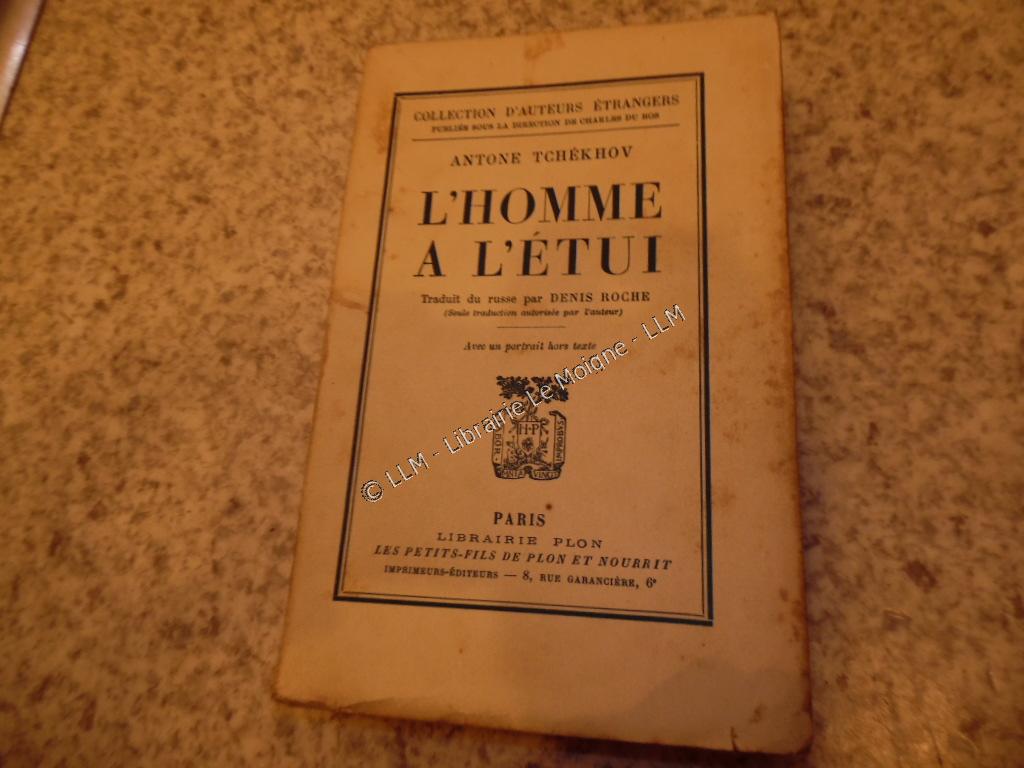 COLLECTION D'AUTEURS ÉTRANGERS
PUBLIÉS SOUS LA DIRECTION DE CHARLES DU BOS
ANTONE TCHÉKHOV
L'HOMME
A L'ÉTUI
Traduit du russe par DENIS ROCHE
(Seule traduction autorisée par l'auteur)
Avec un portrait hors texte
© LLM - Librairie Le Moigne - LLM
H·P
IMPROBVS
PARIS
LIBRAIRIE PLON
LES PETITS-FILS DE PLON ET NOURRIT
IMPRIMEURS-ÉDITEURS — 8, RUE GARANCIÈRE, 6e